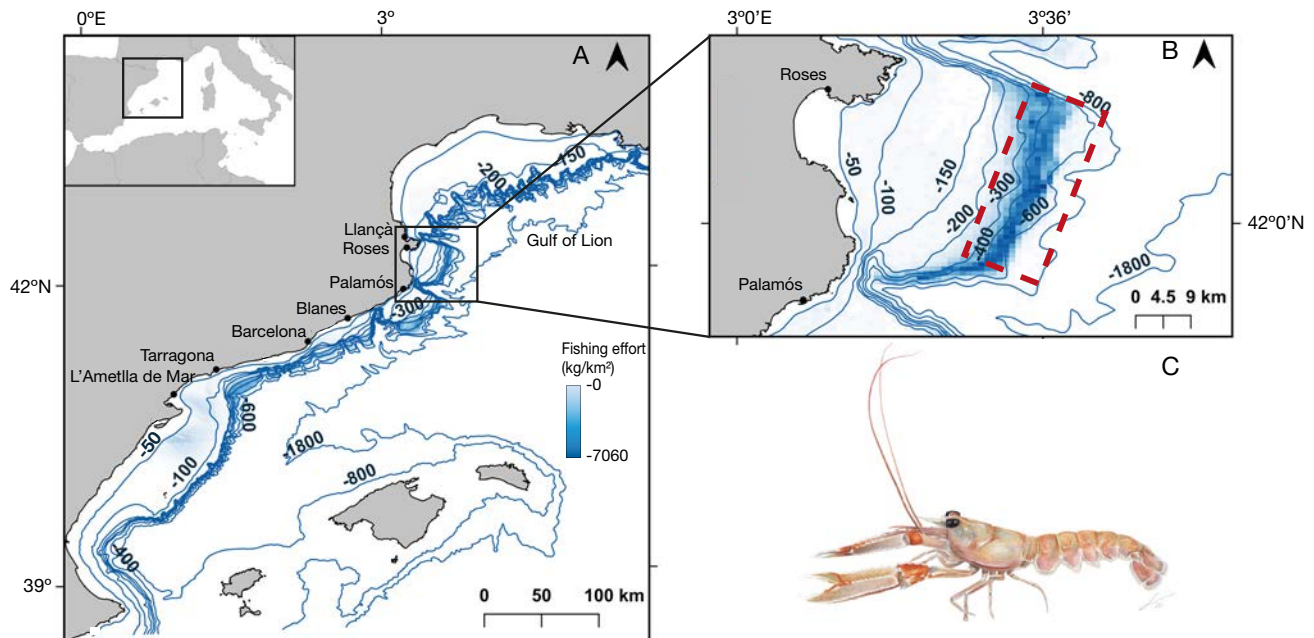 0ºE
3º
A
-150
-200
Llançà
Roses
Gulf of Lion
Palamós
42ºN
-300
Blanes
Barcelona
Tarragona
L'Ametlla de Mar
Fishing effort
(kg/km²)
-0
-7060
-600
-50
-100
-1800
-800
-400
39º
0 50 100 km
3º0'E
3º36'
B
Roses
-800
-50
-100
-150
-200
-300
-400
-600
42º0'N
-1800
Palamós
0 4.5 9 km
C